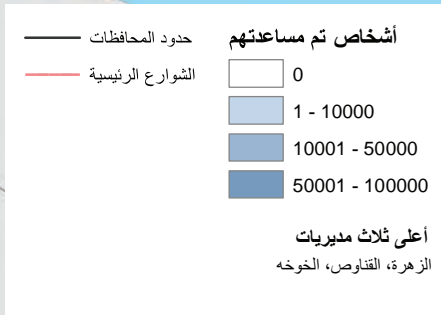 أشخاص تم مساعدتهم
0
1 - 10000
10001 - 50000
50001 - 100000
حدود المحافظات
الشوارع الرئيسية
أعلى ثلاث مديريات
الزهرة، القناوص، الخوخه